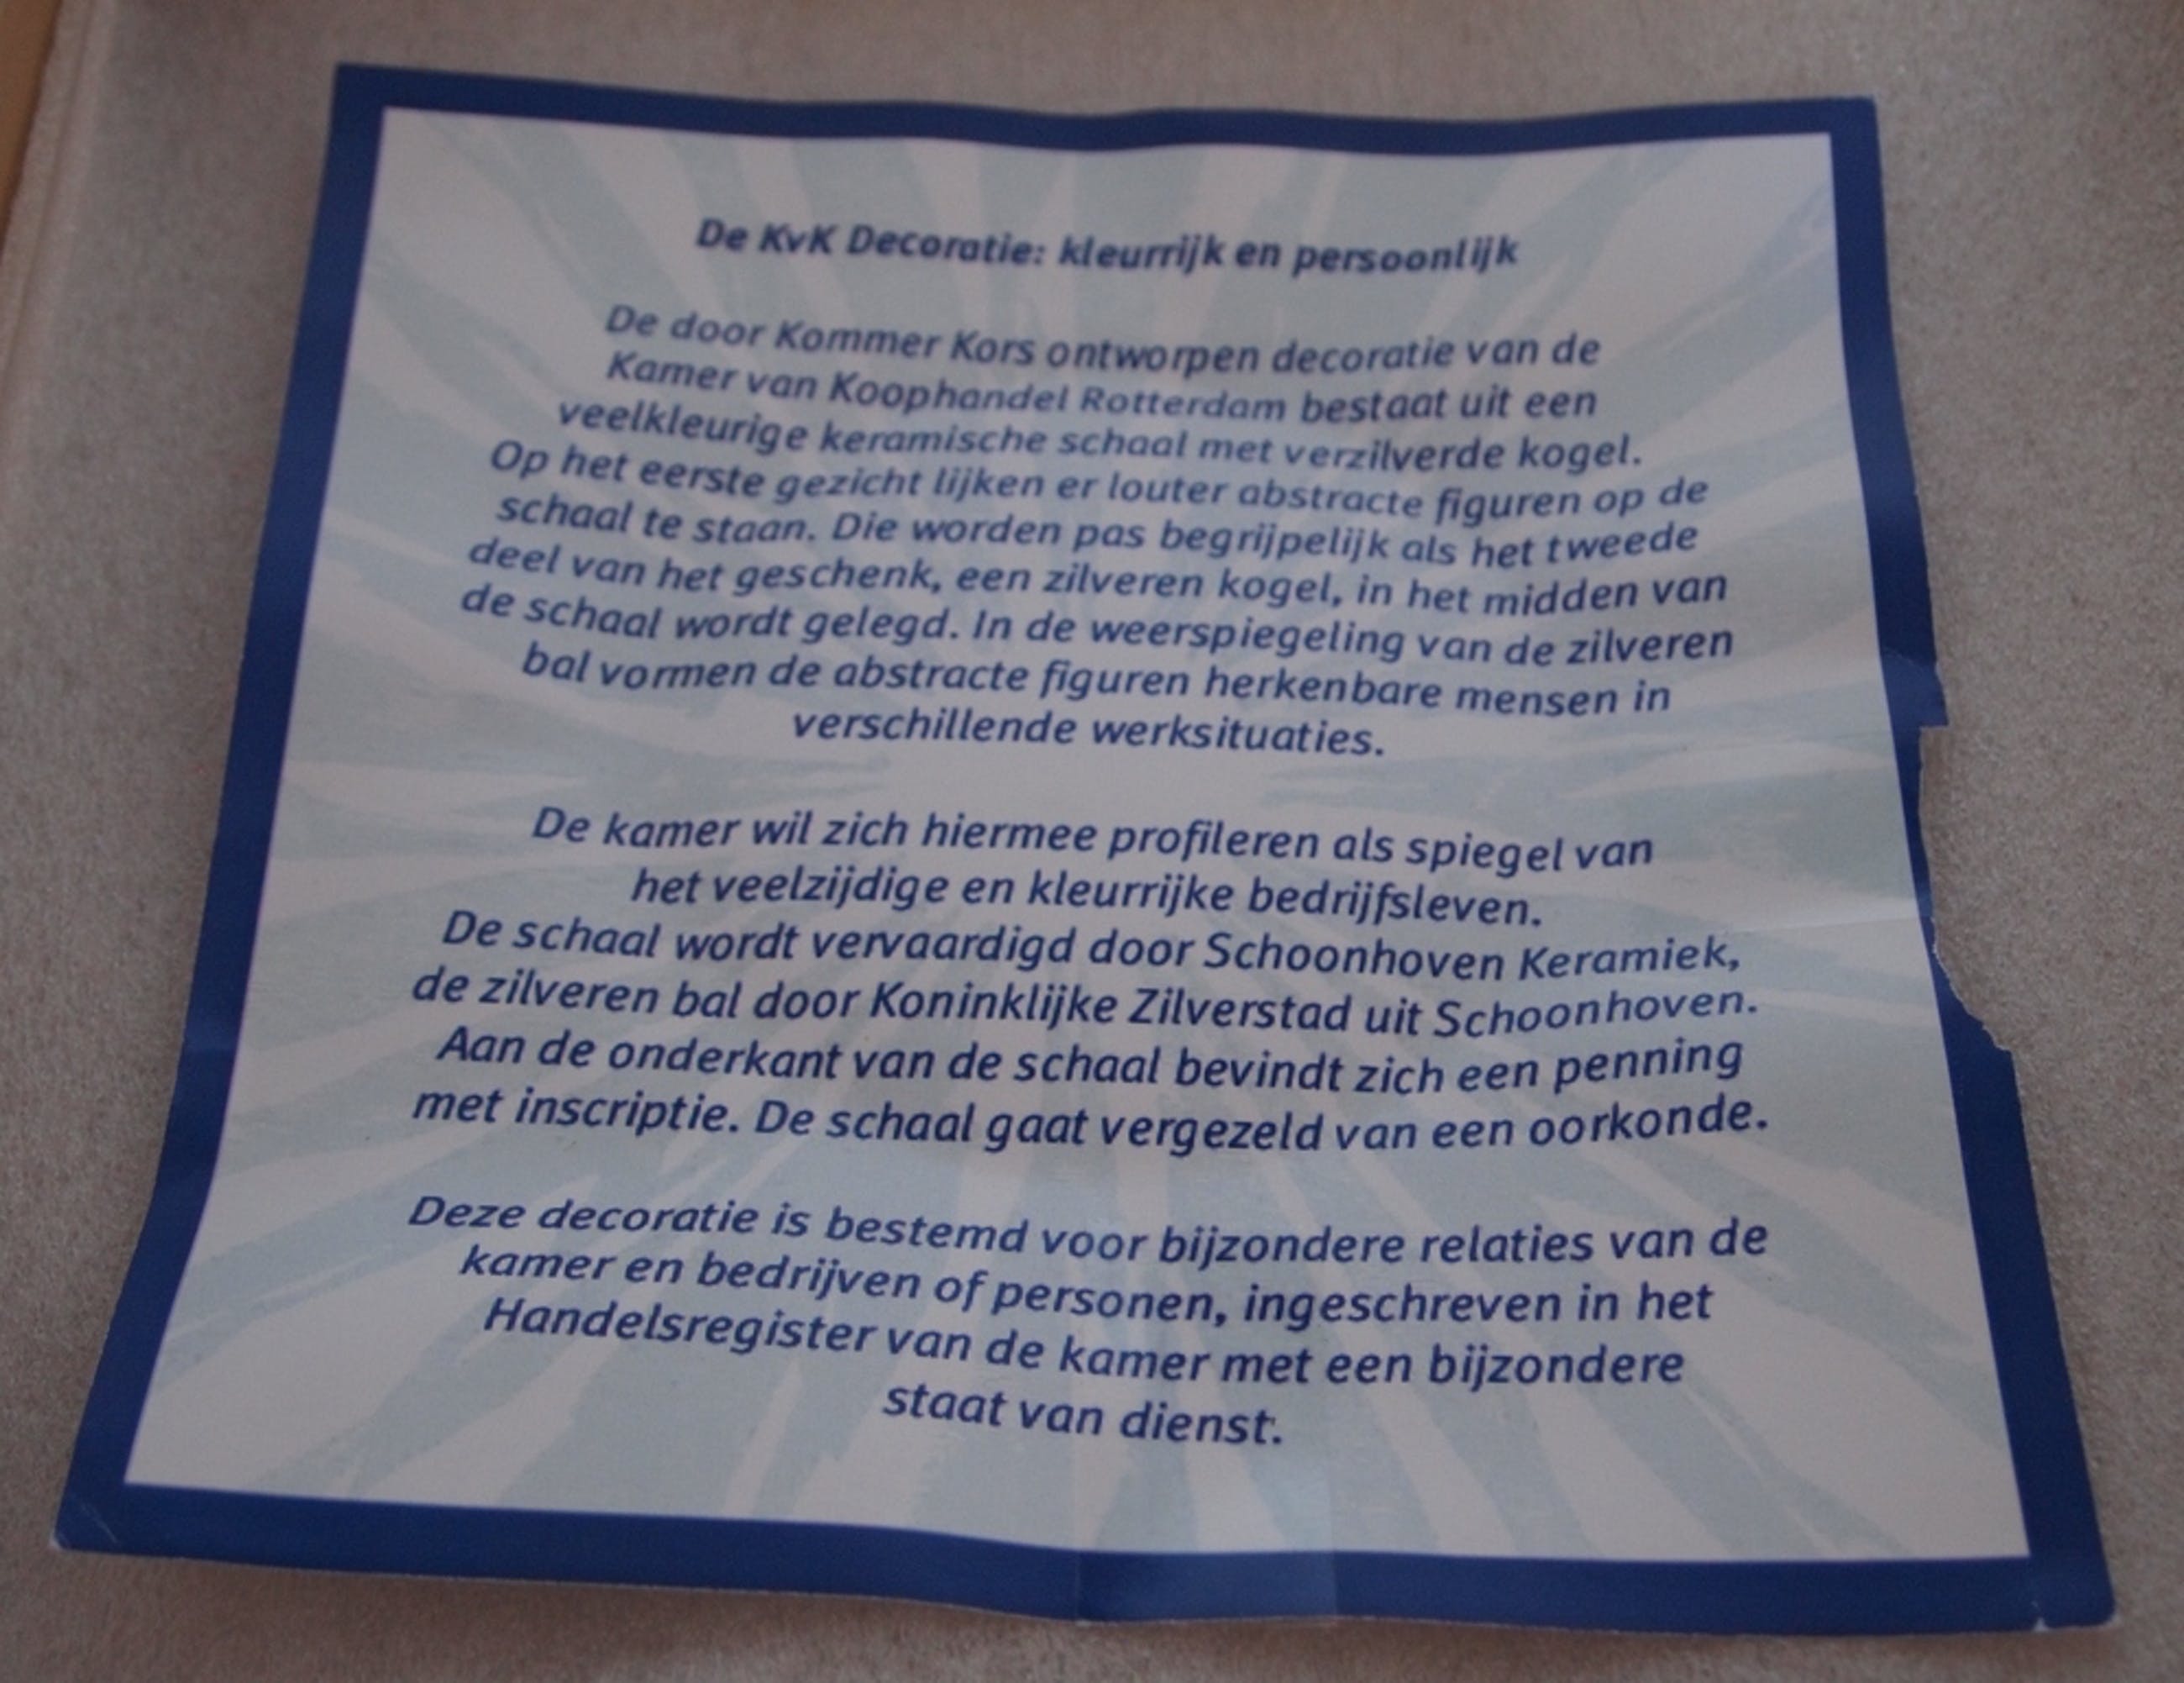 De KvK Decoratie: kleurrijk en persoonlijk
De door Kommer Kors ontworpen decoratie van de
Kamer van Koophandel Rotterdam bestaat uit een
veelkleurige keramische schaal met verzilverde kogel.
Op het eerste gezicht lijken er louter abstracte figuren op de
schaal te staan. Die worden pas begrijpelijk als het tweede
deel van het geschenk, een zilveren kogel, in het midden van
de schaal wordt gelegd. In de weerspiegeling van de zilveren
bal vormen de abstracte figuren herkenbare mensen in
verschillende werksituaties.
De kamer wil zich hiermee profileren als spiegel van
het veelzijdige en kleurrijke bedrijfsleven.
De schaal wordt vervaardigd door Schoonhoven Keramiek,
de zilveren bal door Koninklijke Zilverstad uit Schoonhoven.
Aan de onderkant van de schaal bevindt zich een penning
met inscriptie. De schaal gaat vergezeld van een oorkonde.
Deze decoratie is bestemd voor bijzondere relaties van de
kamer en bedrijven of personen, ingeschreven in het
Handelsregister van de kamer met een bijzondere
staat van dienst.